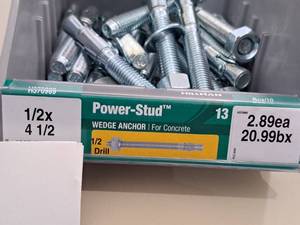 HILLMAN
H370989
Box/10
1/2x
4 1/2
Power-Stud™
13
WEDGE ANCHOR | For Concrete
1/2
Drill
2.89ea
20.99bx